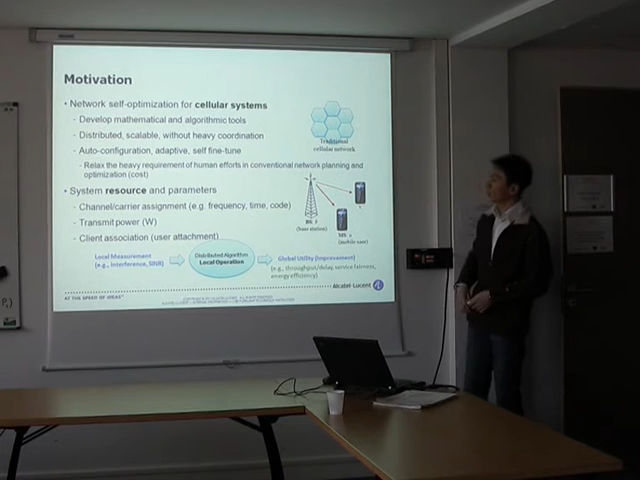 Motivation
• Network self-optimization for cellular systems
- Develop mathematical and algorithmic tools
- Distributed, scalable, without heavy coordination
- Auto-configuration, adaptive, self fine-tune
- Relax the heavy requirement of human efforts in conventional network planning and
optimization (cost)
Traditional
cellular network
• System resource and parameters
- Channel/carrier assignment (e.g. frequency, time, code)
- Transmit power (W)
- Client association (user attachment)
(base station)
(mobile user)
Local Measurement
(e.g., interference, SINR)
Distributed Algorithm
Local Operation
Global Utility (Improvement)
(e.g., throughput/delay service fairness,
energy efficiency)
AT THE SPEED OF IDEAS™
Alcatel-Lucent